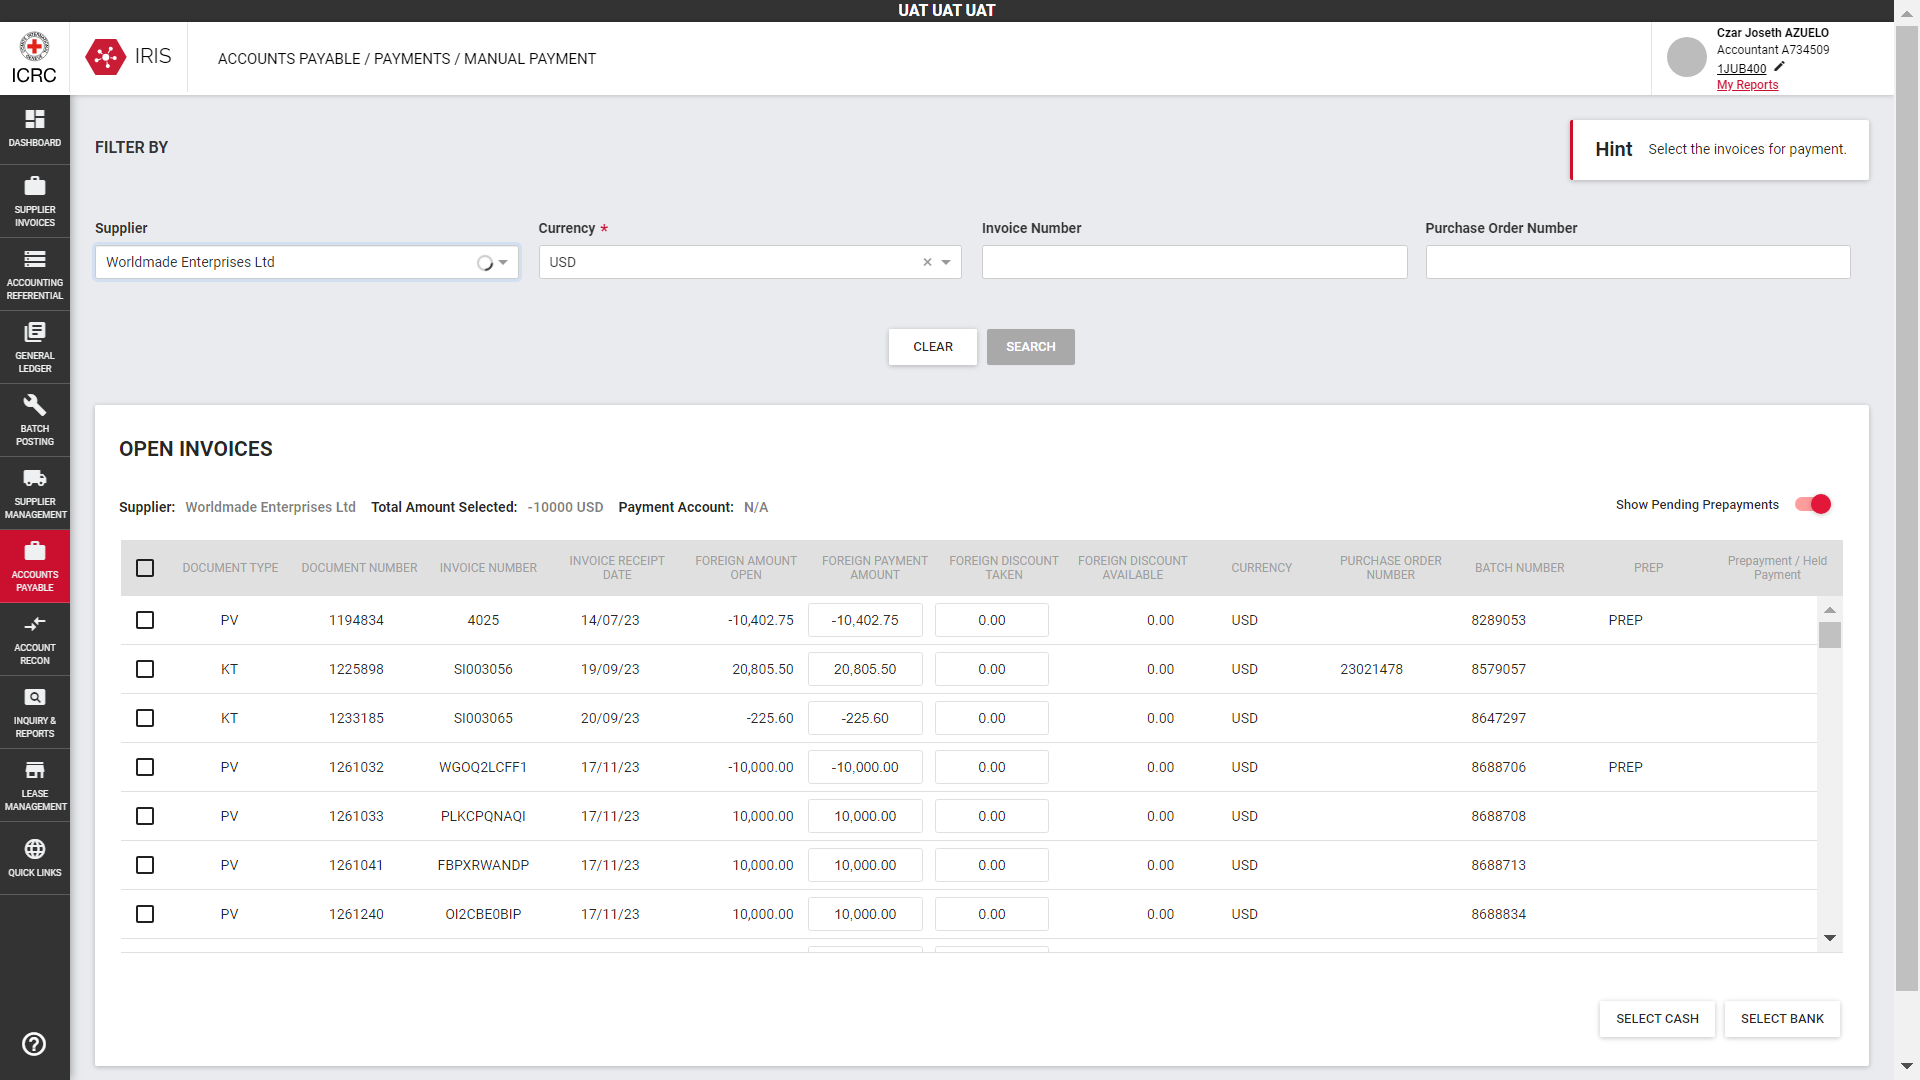 UAT UAT UAT
ICRC
IRIS
ACCOUNTS PAYABLE / PAYMENTS / MANUAL PAYMENT
Czar Joseth AZUELO
Accountant A734509
1JUB400
My Reports
DASHBOARD
SUPPLIER
INVOICES
ACCOUNTING
REFERENTIAL
GENERAL
LEDGER
BATCH
POSTING
SUPPLIER
MANAGEMENT
ACCOUNTS
PAYABLE
ACCOUNT
RECON
INQUIRY &
REPORTS
LEASE
MANAGEMENT
QUICK LINKS
FILTER BY
Hint Select the invoices for payment.
Supplier Currency * Invoice Number Purchase Order Number
Worldmade Enterprises Ltd USD
CLEAR SEARCH
OPEN INVOICES
Supplier: Worldmade Enterprises Ltd Total Amount Selected: -10000 USD Payment Account: N/A
Show Pending Prepayments
DOCUMENT TYPE
DOCUMENT NUMBER
INVOICE NUMBER
INVOICE RECEIPT
DATE
FOREIGN AMOUNT
OPEN
FOREIGN PAYMENT
AMOUNT
FOREIGN DISCOUNT
TAKEN
FOREIGN DISCOUNT
AVAILABLE
CURRENCY
PURCHASE ORDER
NUMBER
BATCH NUMBER
PREP
Prepayment / Held
Payment
PV 1194834 4025 14/07/23 -10,402.75 -10,402.75 0.00 0.00 USD 8289053 PREP
KT 1225898 SI003056 19/09/23 20,805.50 20,805.50 0.00 0.00 USD 23021478 8579057
KT 1233185 SI003065 20/09/23 -225.60 -225.60 0.00 0.00 USD 8647297
PV 1261032 WGOQ2LCFF1 17/11/23 -10,000.00 -10,000.00 0.00 0.00 USD 8688706 PREP
PV 1261033 PLKCPQNAQI 17/11/23 10,000.00 10,000.00 0.00 0.00 USD 8688708
PV 1261041 FBPXRWANDP 17/11/23 10,000.00 10,000.00 0.00 0.00 USD 8688713
PV 1261240 OI2CBE0BIP 17/11/23 10,000.00 10,000.00 0.00 0.00 USD 8688834
SELECT CASH SELECT BANK